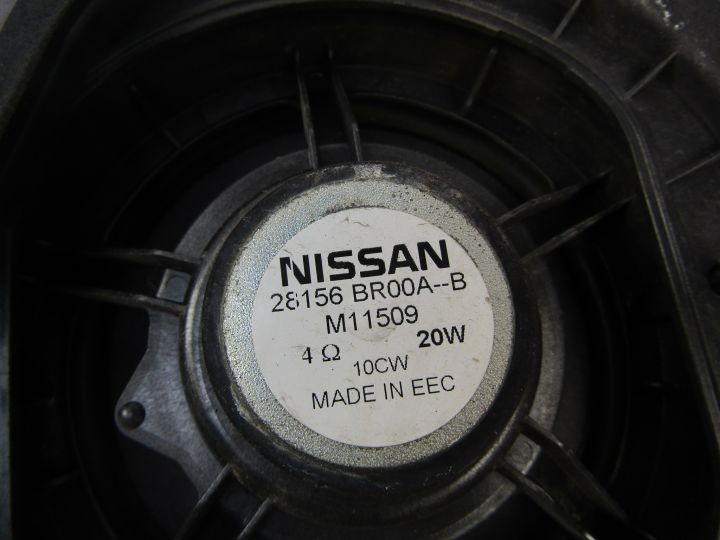 NISSAN
28156 BR00A--B
M11509
4 Ω 20W
10CW
MADE IN EEC